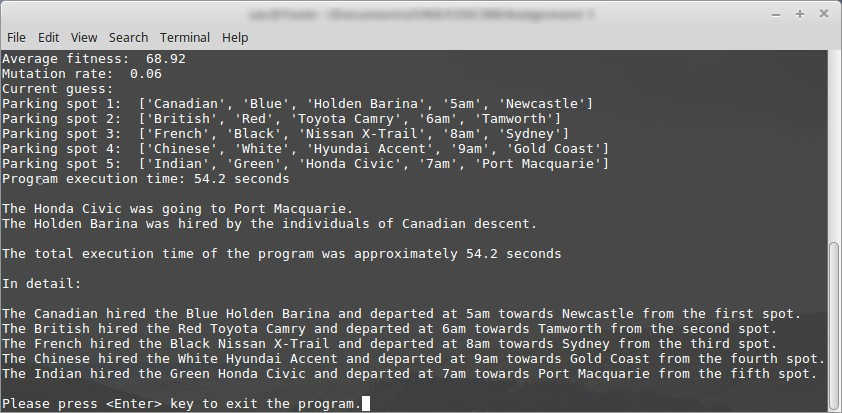 File Edit View Search Terminal Help
Average fitness:  68.92
Mutation rate:  0.06
Current guess:
Parking spot 1:  ['Canadian', 'Blue', 'Holden Barina', '5am', 'Newcastle']
Parking spot 2:  ['British', 'Red', 'Toyota Camry', '6am', 'Tamworth']
Parking spot 3:  ['French', 'Black', 'Nissan X-Trail', '8am', 'Sydney']
Parking spot 4:  ['Chinese', 'White', 'Hyundai Accent', '9am', 'Gold Coast']
Parking spot 5:  ['Indian', 'Green', 'Honda Civic', '7am', 'Port Macquarie']
Program execution time: 54.2 seconds
The Honda Civic was going to Port Macquarie.
The Holden Barina was hired by the individuals of Canadian descent.
The total execution time of the program was approximately 54.2 seconds
In detail:
The Canadian hired the Blue Holden Barina and departed at 5am towards Newcastle from the first spot.
The British hired the Red Toyota Camry and departed at 6am towards Tamworth from the second spot.
The French hired the Black Nissan X-Trail and departed at 8am towards Sydney from the third spot.
The Chinese hired the White Hyundai Accent and departed at 9am towards Gold Coast from the fourth spot.
The Indian hired the Green Honda Civic and departed at 7am towards Port Macquarie from the fifth spot.
Please press <Enter> key to exit the program.